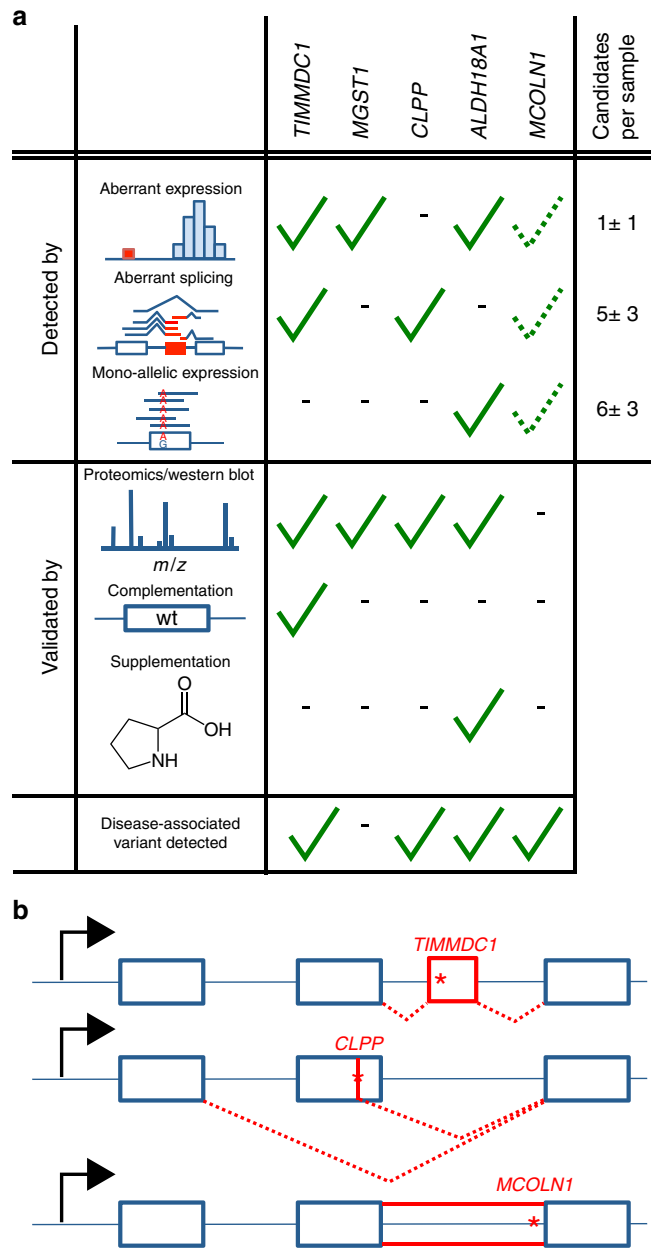 a
TIMMDC1
MGST1
CLPP
ALDH18A1
MCOLN1
Candidates
per sample
Detected by
Aberrant expression
-
1± 1
Aberrant splicing
- -
5± 3
Mono-allelic expression
A
A
A
A
A
A
G
- - -
6± 3
Validated by
Proteomics/western blot
m/z
-
Complementation
wt
- - - -
Supplementation
O
OH
NH
- - - -
Disease-associated
variant detected
-
b
TIMMDC1
*
CLPP
*
MCOLN1
*